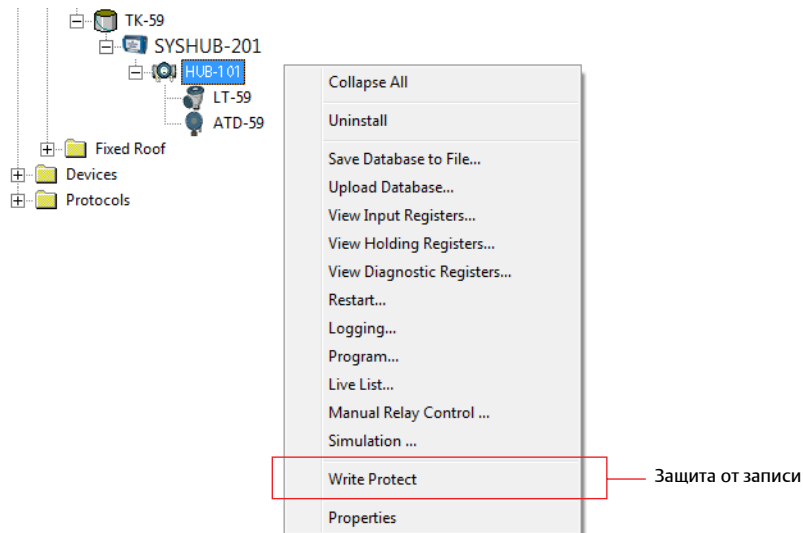 TK-59
SYSHUB-201
HUB-101
LT-59
ATD-59
Fixed Roof
Devices
Protocols
Collapse All
Uninstall
Save Database to File...
Upload Database...
View Input Registers...
View Holding Registers...
View Diagnostic Registers...
Restart...
Logging...
Program...
Live List...
Manual Relay Control ...
Simulation ...
Write Protect
Защита от записи
Properties